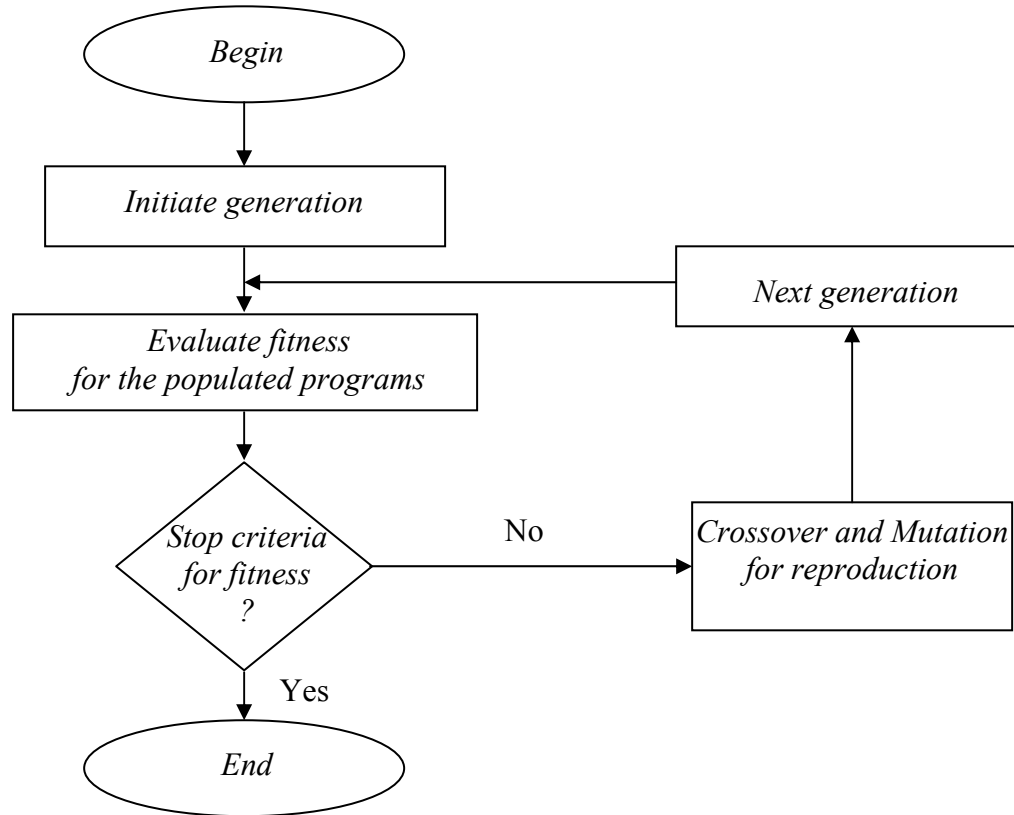 Begin
Initiate generation
Next generation
Evaluate fitness
for the populated programs
Stop criteria
for fitness
?
No
Crossover and Mutation
for reproduction
Yes
End